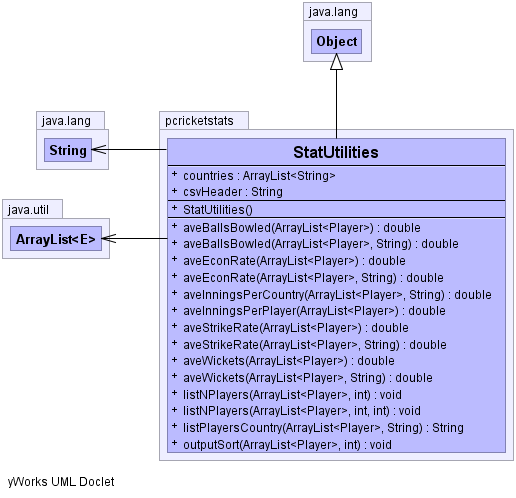 java.lang
Object
java.lang
String
pcricketstats
StatUtilities
+ countries : ArrayList<String>
+ csvHeader : String
+ StatUtilities()
+ aveBallsBowled(ArrayList<Player>) : double
+ aveBallsBowled(ArrayList<Player>, String) : double
+ aveEconRate(ArrayList<Player>) : double
+ aveEconRate(ArrayList<Player>, String) : double
+ aveInningsPerCountry(ArrayList<Player>, String) : double
+ aveInningsPerPlayer(ArrayList<Player>) : double
+ aveStrikeRate(ArrayList<Player>) : double
+ aveStrikeRate(ArrayList<Player>, String) : double
+ aveWickets(ArrayList<Player>) : double
+ aveWickets(ArrayList<Player>, String) : double
+ listNPlayers(ArrayList<Player>, int) : void
+ listNPlayers(ArrayList<Player>, int, int) : void
+ listPlayersCountry(ArrayList<Player>, String) : String
+ outputSort(ArrayList<Player>, int) : void
java.util
ArrayList<E>
yWorks UML Doclet